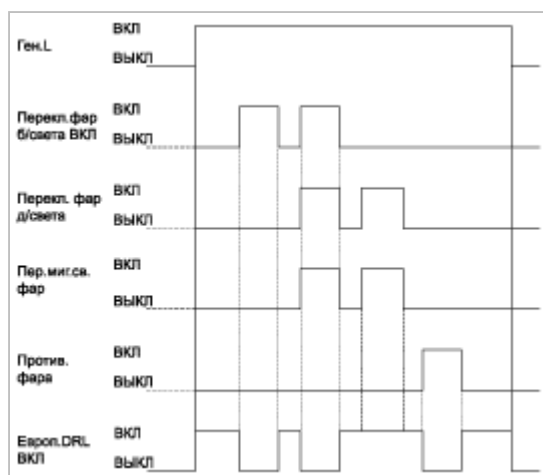 ВКЛ
Ген.L
ВЫКЛ
ВКЛ
Перекл.фар
б/света ВКЛ
ВЫКЛ
ВКЛ
Перекл. фар
д/света
ВЫКЛ
ВКЛ
Пер.миг.св.
фар
ВЫКЛ
ВКЛ
Против.
фара
ВЫКЛ
ВКЛ
Европ.DRL
ВКЛ
ВЫКЛ